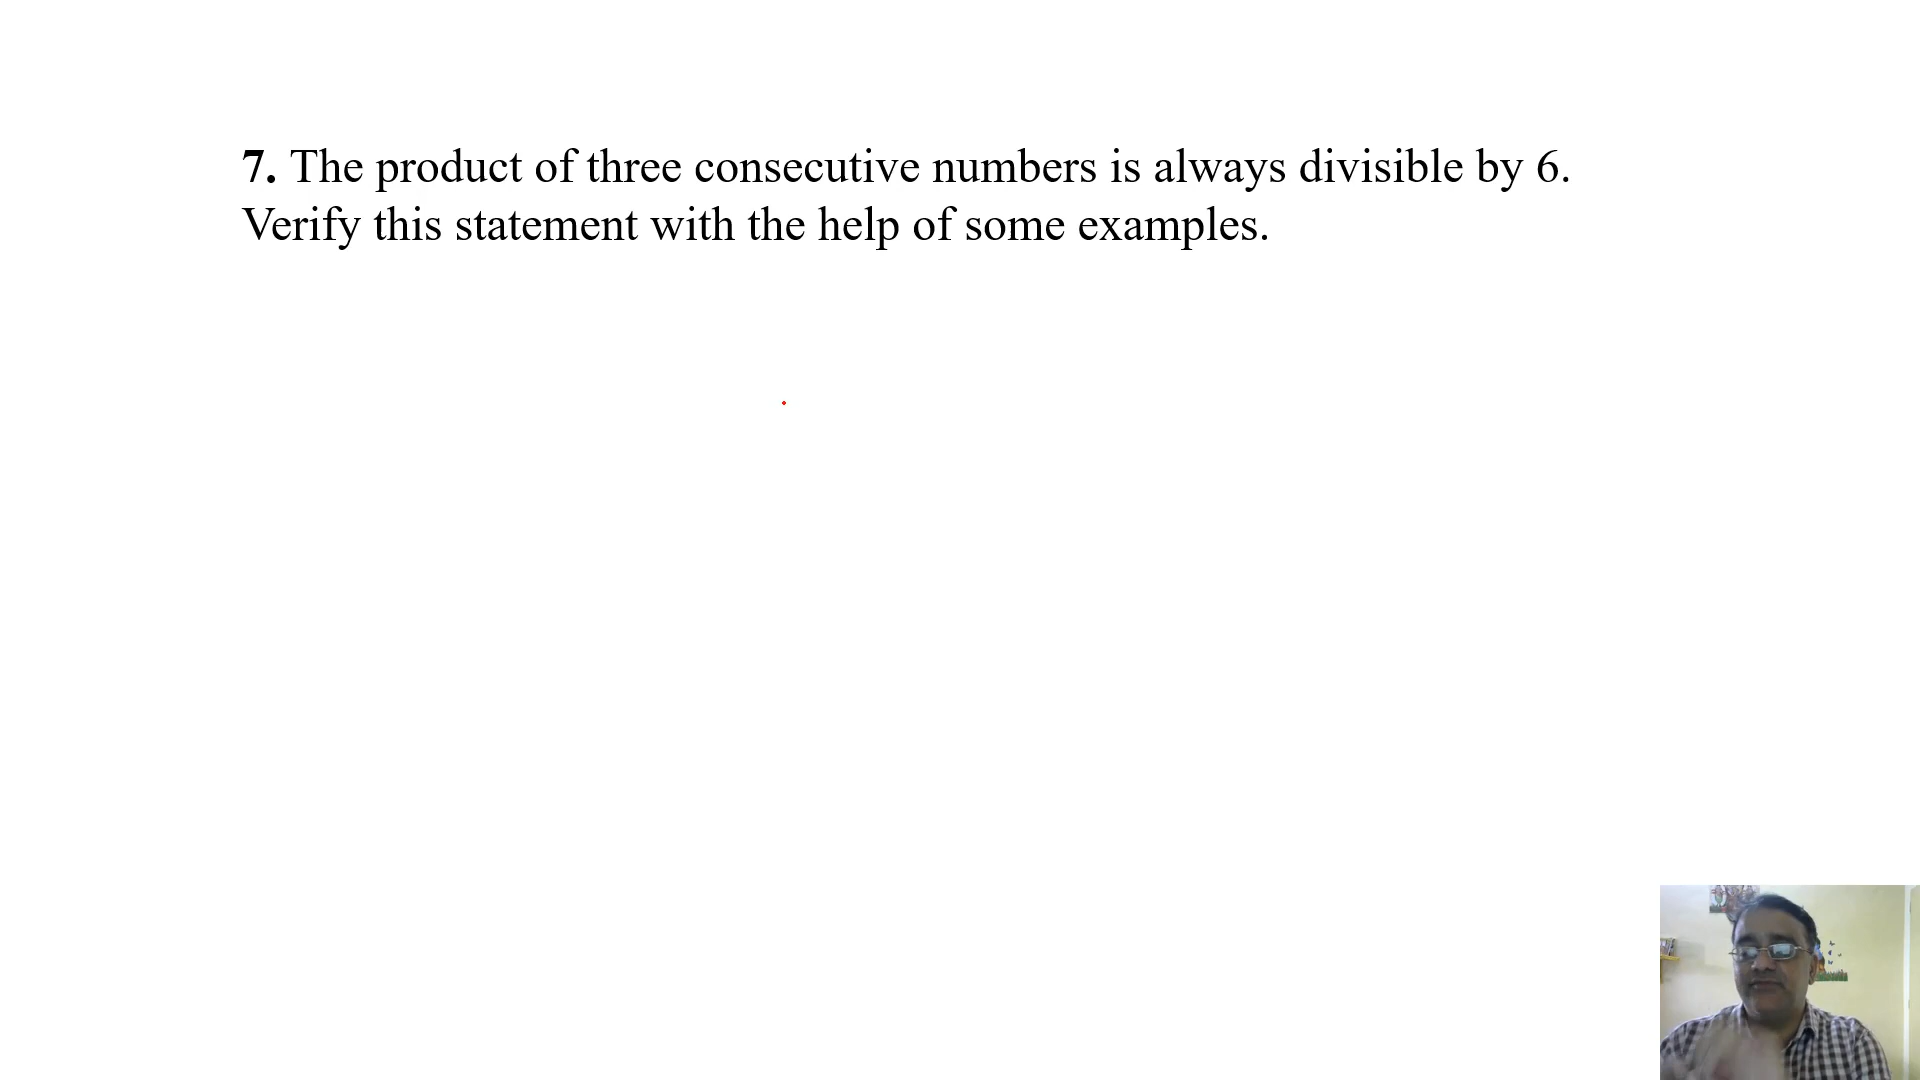 7. The product of three consecutive numbers is always divisible by 6.
Verify this statement with the help of some examples.